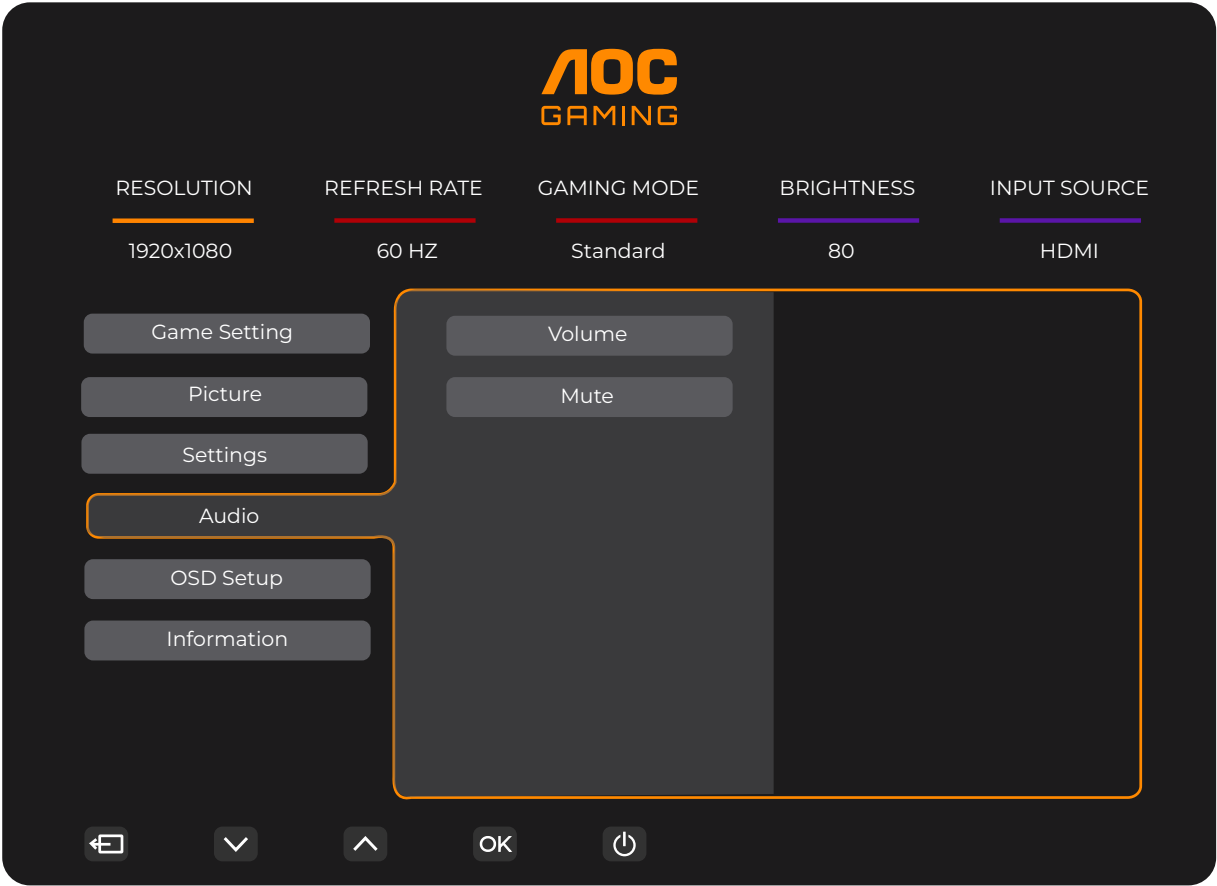 AOC
GAMING
RESOLUTION REFRESH RATE GAMING MODE BRIGHTNESS INPUT SOURCE
1920x1080 60 HZ Standard 80 HDMI
Game Setting
Picture
Settings
Audio
OSD Setup
Information
Volume
Mute
OK